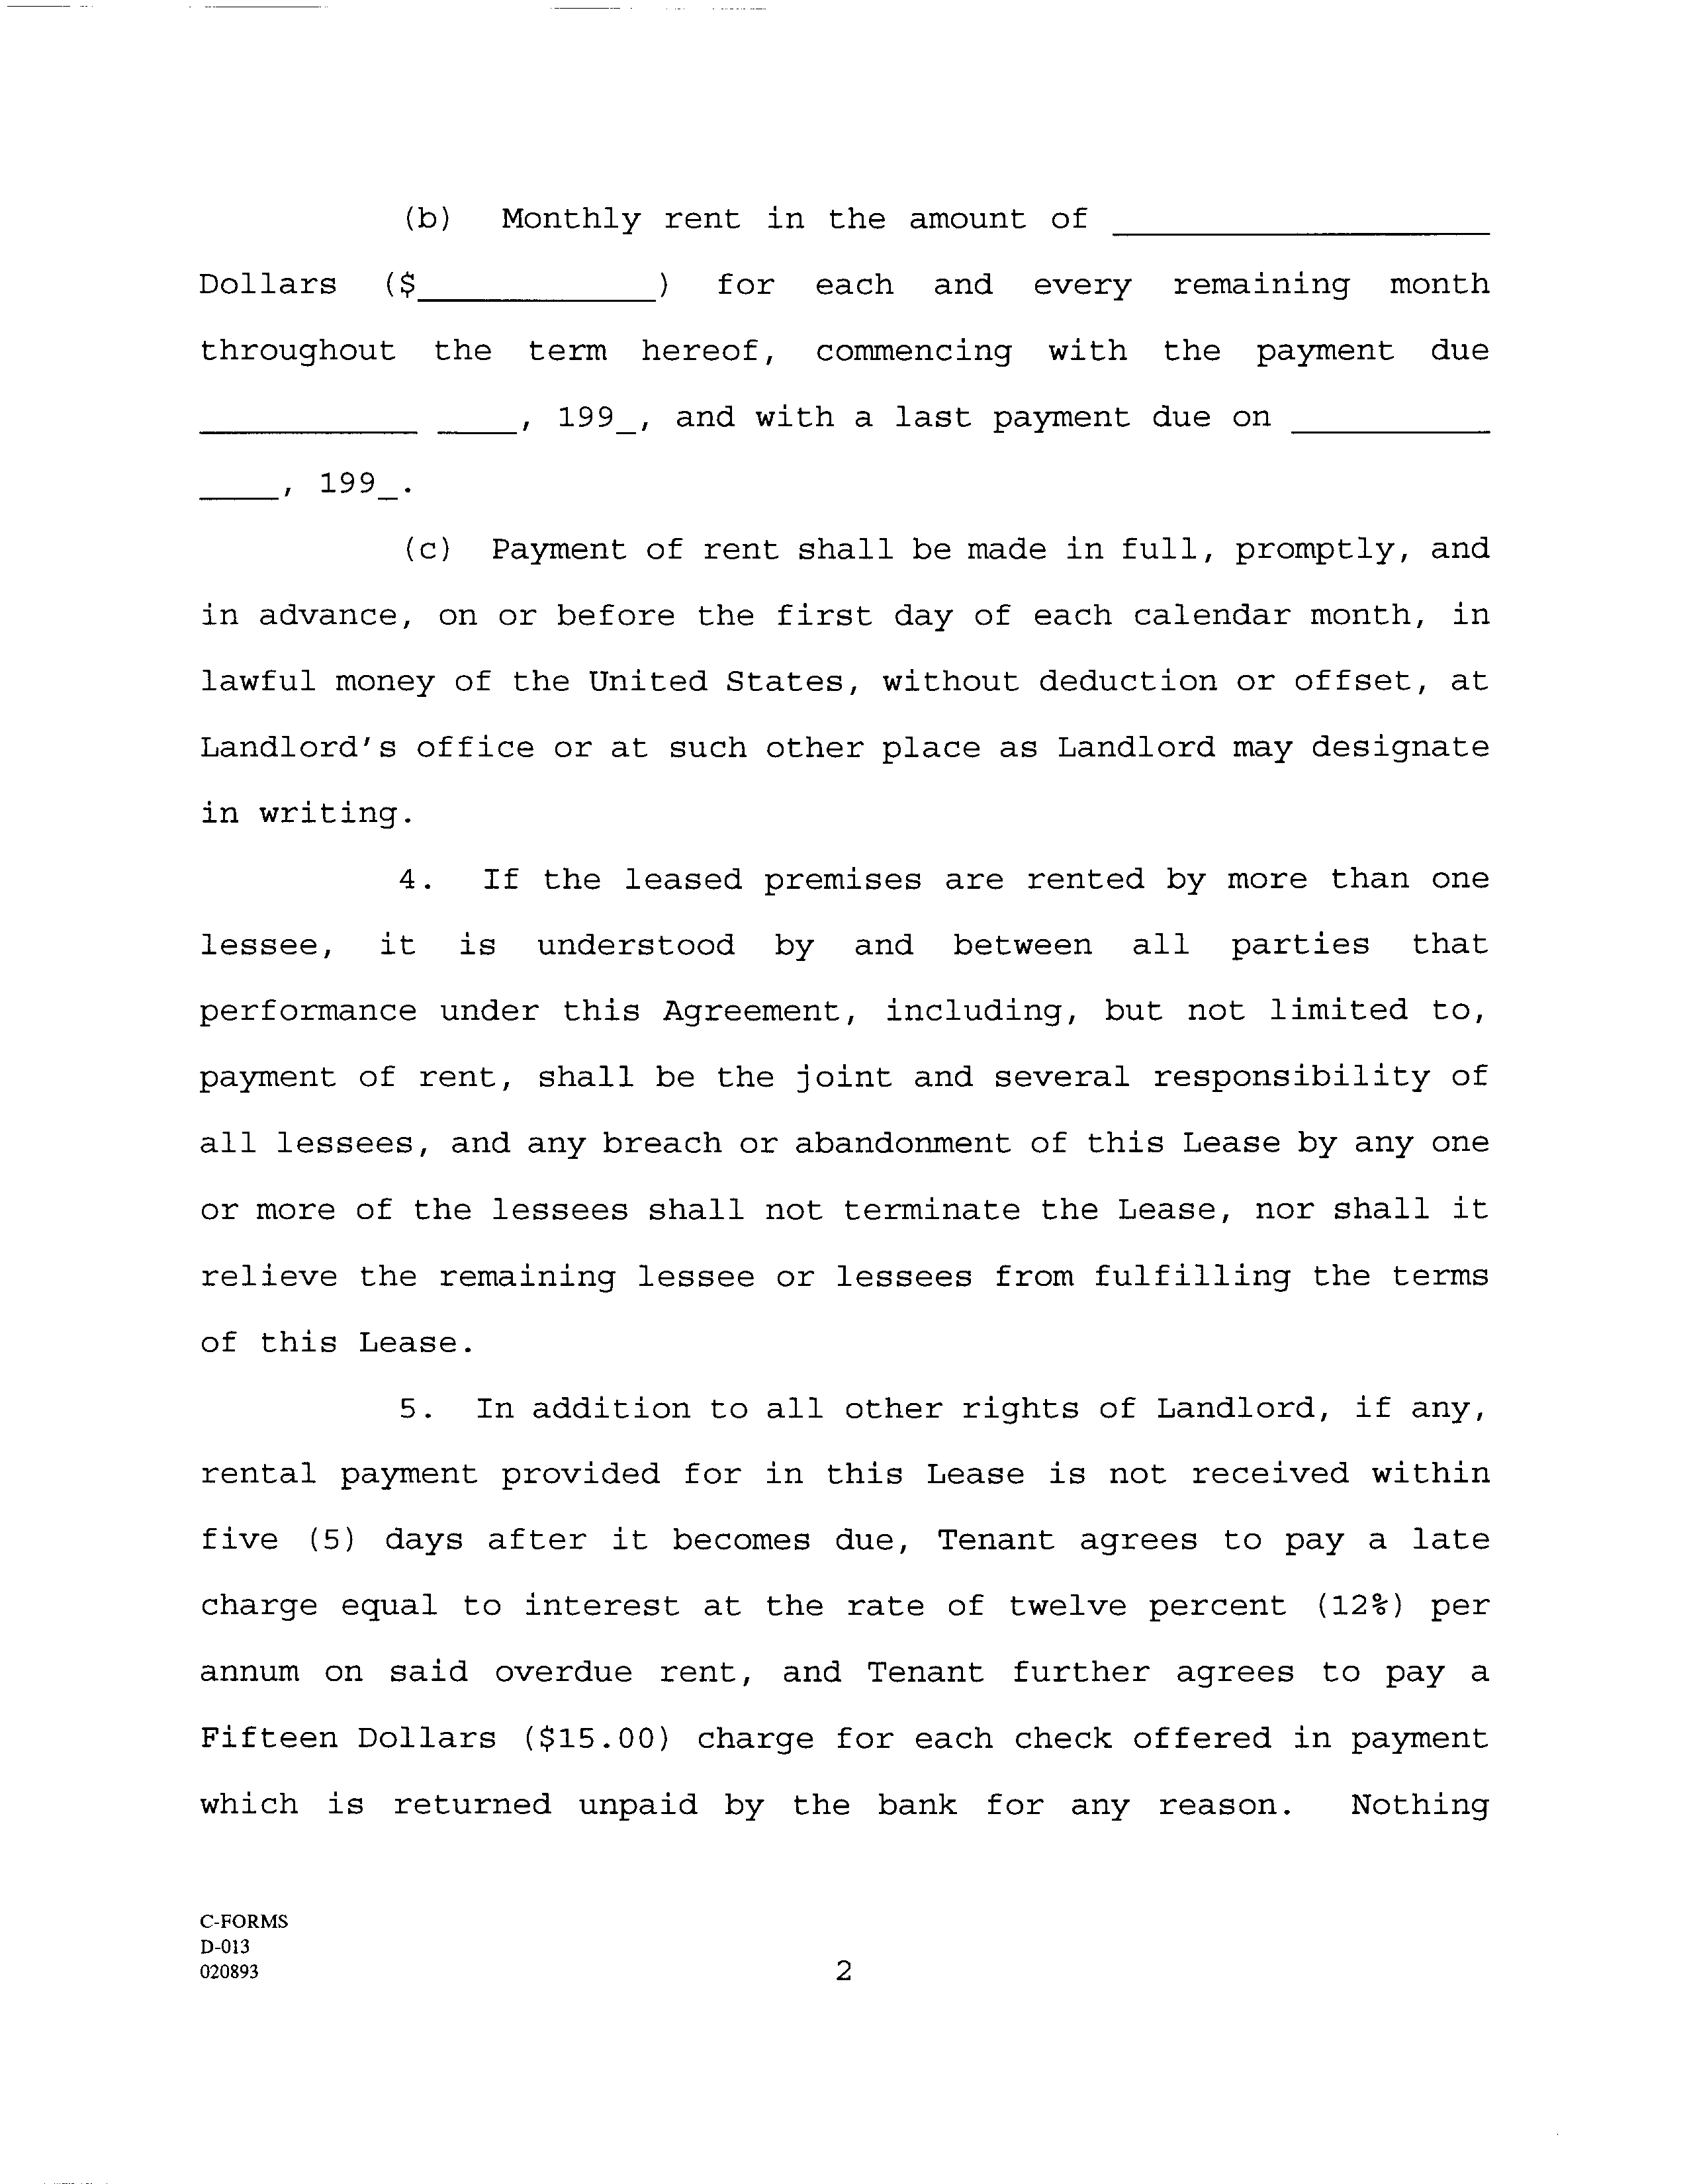 (b) Monthly rent in the amount of ___________________
Dollars ($____________) for each and every remaining month
throughout the term hereof, commencing with the payment due
___________ ____, 199_, and with a last payment due on __________
____, 199_.
(c) Payment of rent shall be made in full, promptly, and
in advance, on or before the first day of each calendar month, in
lawful money of the United States, without deduction or offset, at
Landlord's office or at such other place as Landlord may designate
in writing.
4. If the leased premises are rented by more than one
lessee, it is understood by and between all parties that
performance under this Agreement, including, but not limited to,
payment of rent, shall be the joint and several responsibility of
all lessees, and any breach or abandonment of this Lease by any one
or more of the lessees shall not terminate the Lease, nor shall it
relieve the remaining lessee or lessees from fulfilling the terms
of this Lease.
5. In addition to all other rights of Landlord, if any,
rental payment provided for in this Lease is not received within
five (5) days after it becomes due, Tenant agrees to pay a late
charge equal to interest at the rate of twelve percent (12%) per
annum on said overdue rent, and Tenant further agrees to pay a
Fifteen Dollars ($15.00) charge for each check offered in payment
which is returned unpaid by the bank for any reason. Nothing
C-FORMS
D-013
020893
2